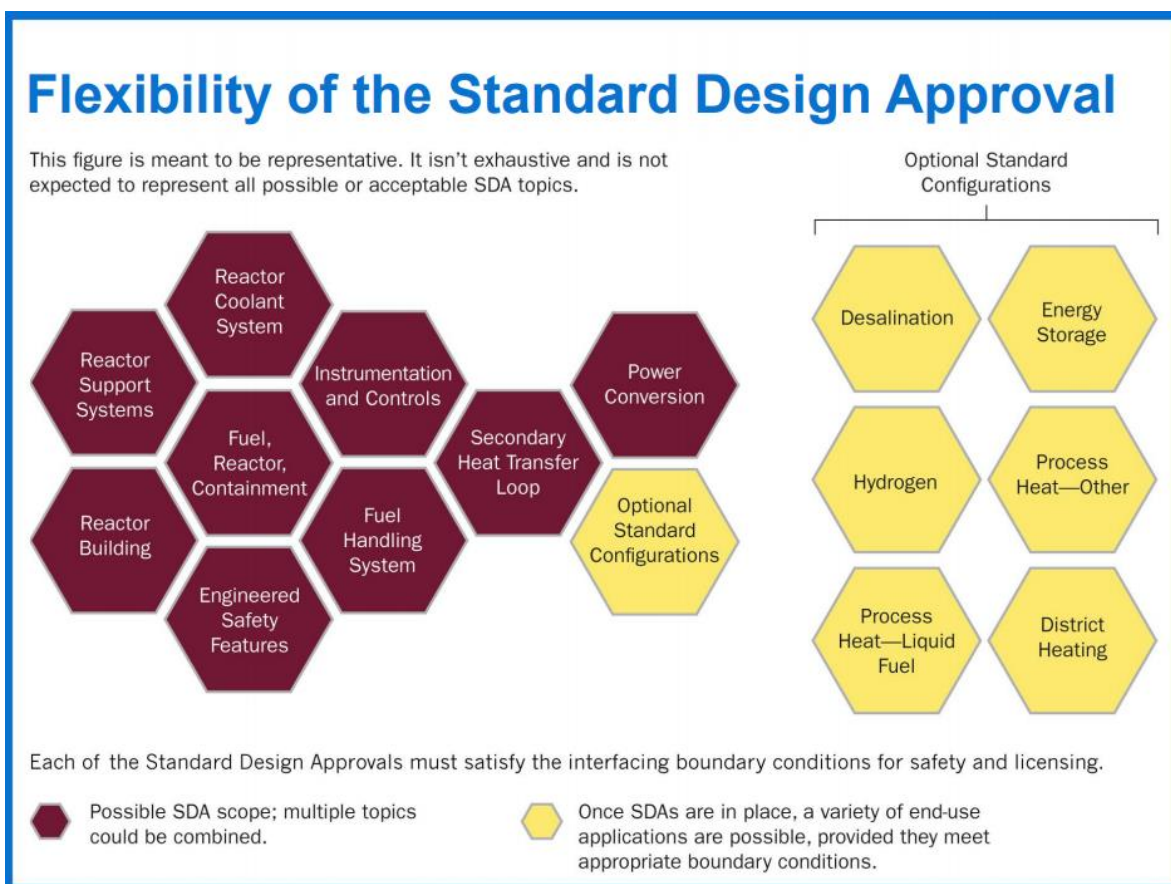 Flexibility of the Standard Design Approval
This figure is meant to be representative. It isn't exhaustive and is not
expected to represent all possible or acceptable SDA topics.
Optional Standard
Configurations
Reactor
Coolant
System
Reactor
Support
Systems
Instrumentation
and Controls
Power
Conversion
Fuel,
Reactor,
Containment
Secondary
Heat Transfer
Loop
Reactor
Building
Fuel
Handling
System
Optional
Standard
Configurations
Engineered
Safety
Features
Desalination
Energy
Storage
Hydrogen
Process
Heat—Other
Process
Heat—Liquid
Fuel
District
Heating
Each of the Standard Design Approvals must satisfy the interfacing boundary conditions for safety and licensing.
Possible SDA scope; multiple topics
could be combined.
Once SDAs are in place, a variety of end-use
applications are possible, provided they meet
appropriate boundary conditions.